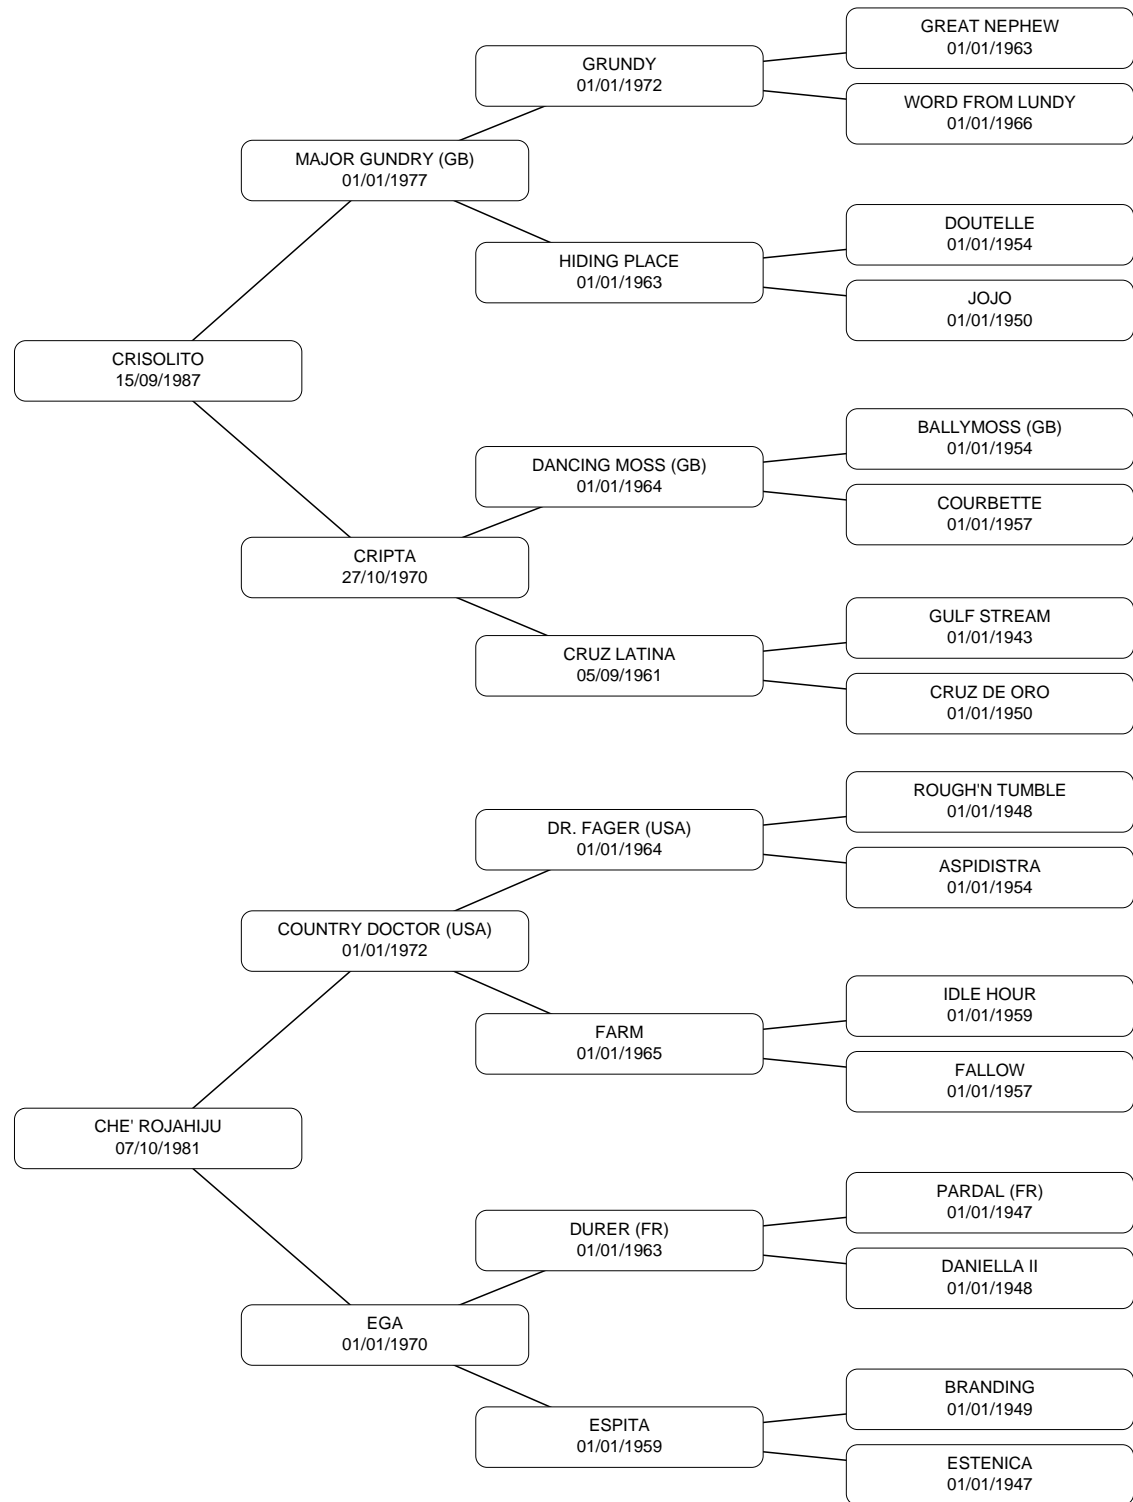 GREAT NEPHEW
01/01/1963
GRUNDY
01/01/1972
WORD FROM LUNDY
01/01/1966
MAJOR GUNDRY (GB)
01/01/1977
DOUTELLE
01/01/1954
HIDING PLACE
01/01/1963
JOJO
01/01/1950
CRISOLITO
15/09/1987
BALLYMOSS (GB)
01/01/1954
DANCING MOSS (GB)
01/01/1964
COURBETTE
01/01/1957
CRIPTA
27/10/1970
GULF STREAM
01/01/1943
CRUZ LATINA
05/09/1961
CRUZ DE ORO
01/01/1950
ROUGH'N TUMBLE
01/01/1948
DR. FAGER (USA)
01/01/1964
ASPIDISTRA
01/01/1954
COUNTRY DOCTOR (USA)
01/01/1972
IDLE HOUR
01/01/1959
FARM
01/01/1965
FALLOW
01/01/1957
CHE' ROJAHIJU
07/10/1981
PARDAL (FR)
01/01/1947
DURER (FR)
01/01/1963
DANIELLA II
01/01/1948
EGA
01/01/1970
BRANDING
01/01/1949
ESPITA
01/01/1959
ESTENICA
01/01/1947